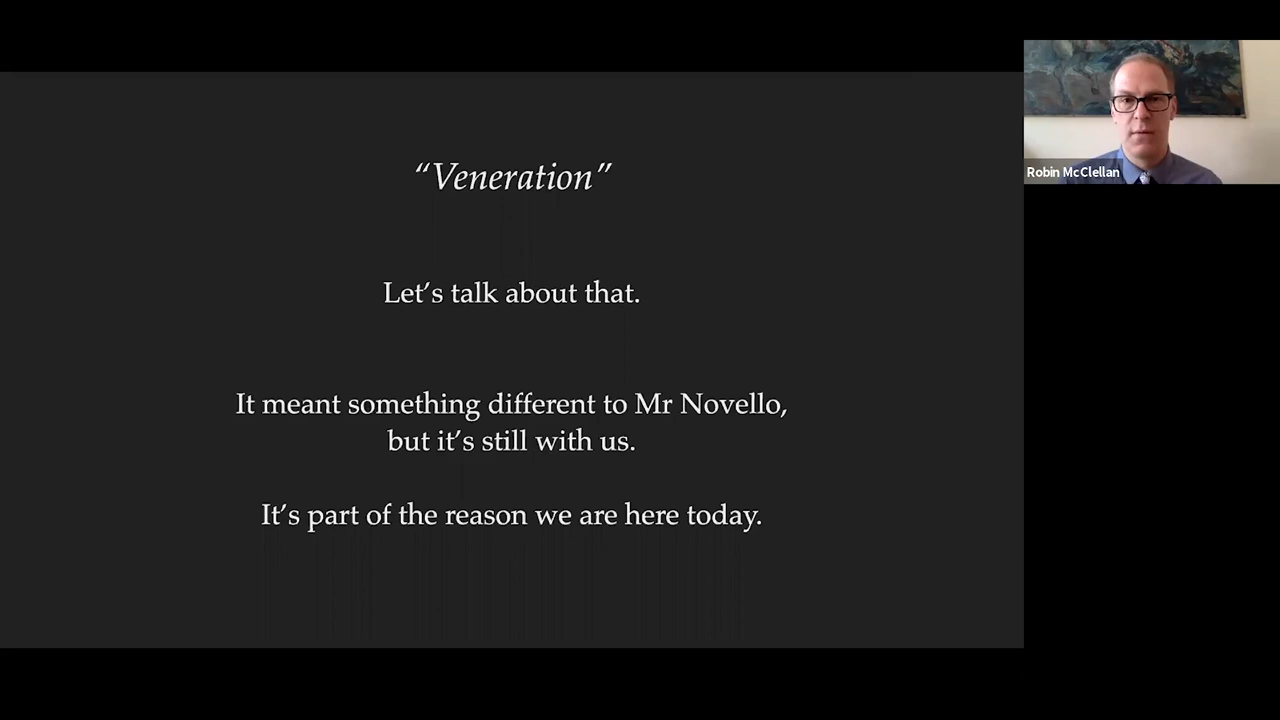 “Veneration”
Let’s talk about that.
It meant something different to Mr Novello,
but it’s still with us.
It’s part of the reason we are here today.
Robin McClellan